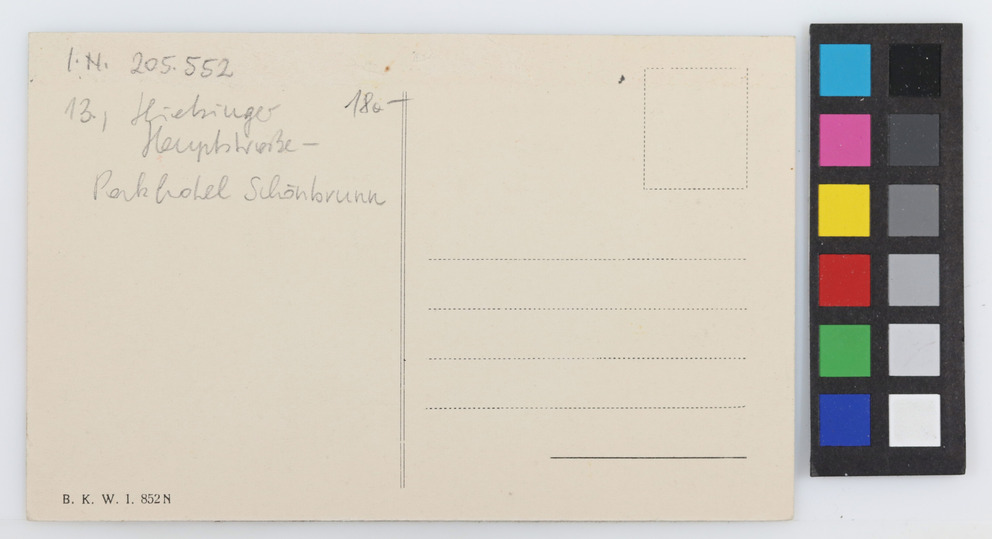 I.N. 205.552
13., Hietzinger 180-
Hauptstraße –
Parkhotel Schönbrunn
B. K. W. I. 852 N